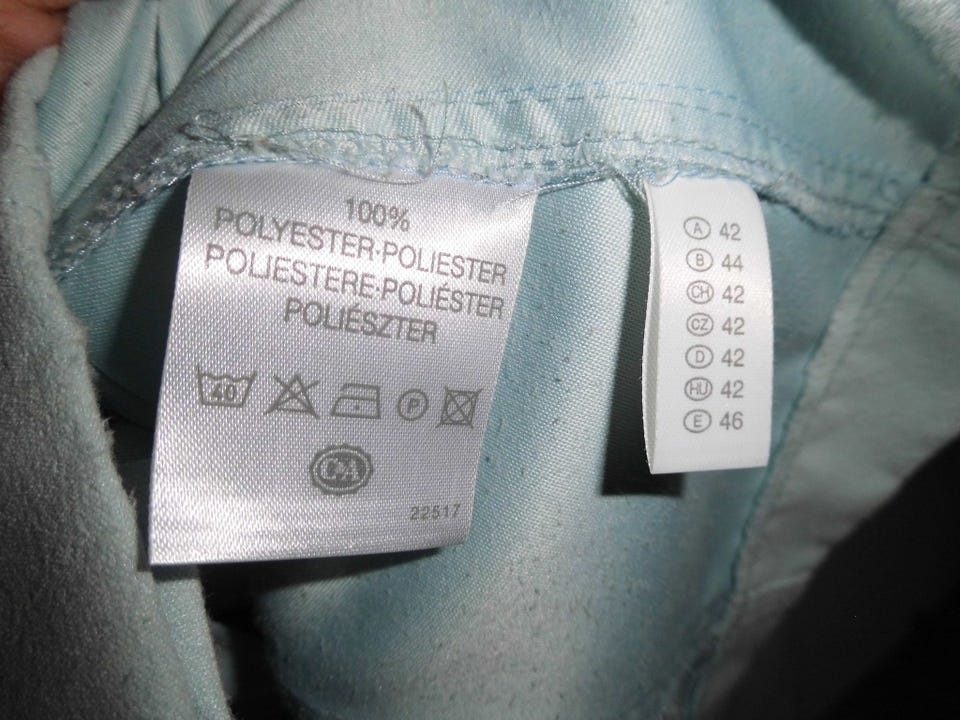 100%
POLYESTER·POLIESTER
POLIESTERE·POLIÉSTER
POLIÉSZTER
40
P
C&A
22517
A 42
B 44
CH 42
CZ 42
D 42
HU 42
E 46